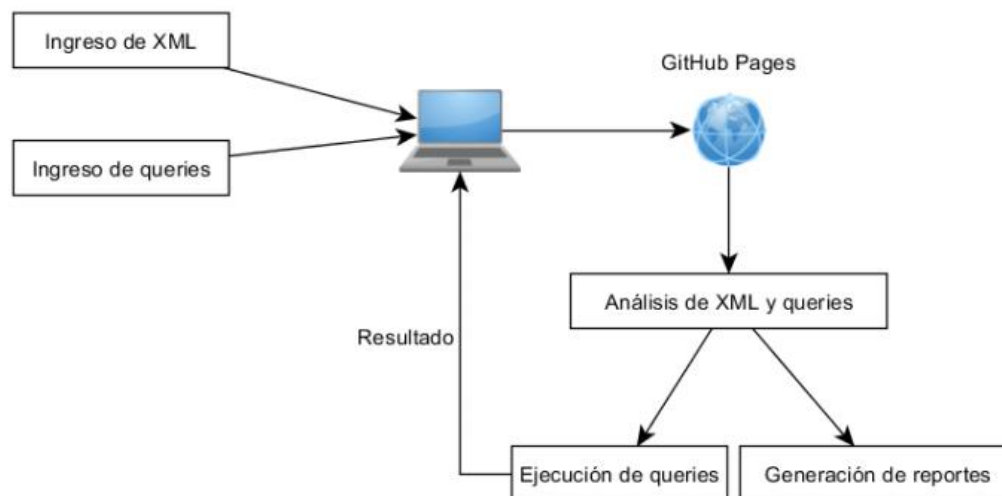 Ingreso de XML
GitHub Pages
Ingreso de queries
Análisis de XML y queries
Resultado
Ejecución de queries
Generación de reportes